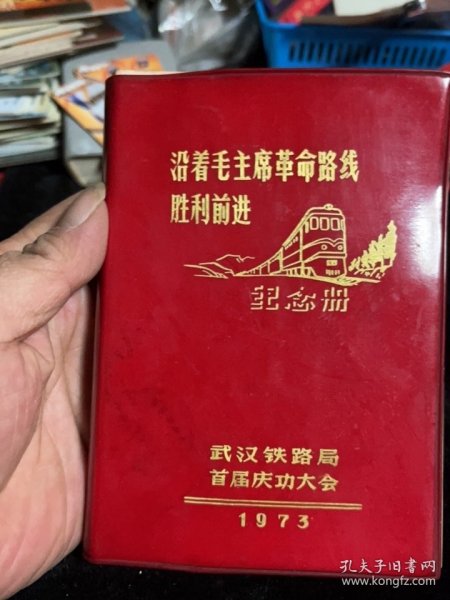 沿着毛主席革命路线
胜利前进
纪念册
武汉铁路局
首届庆功大会
1973
孔夫子旧书网
www.kongfz.com